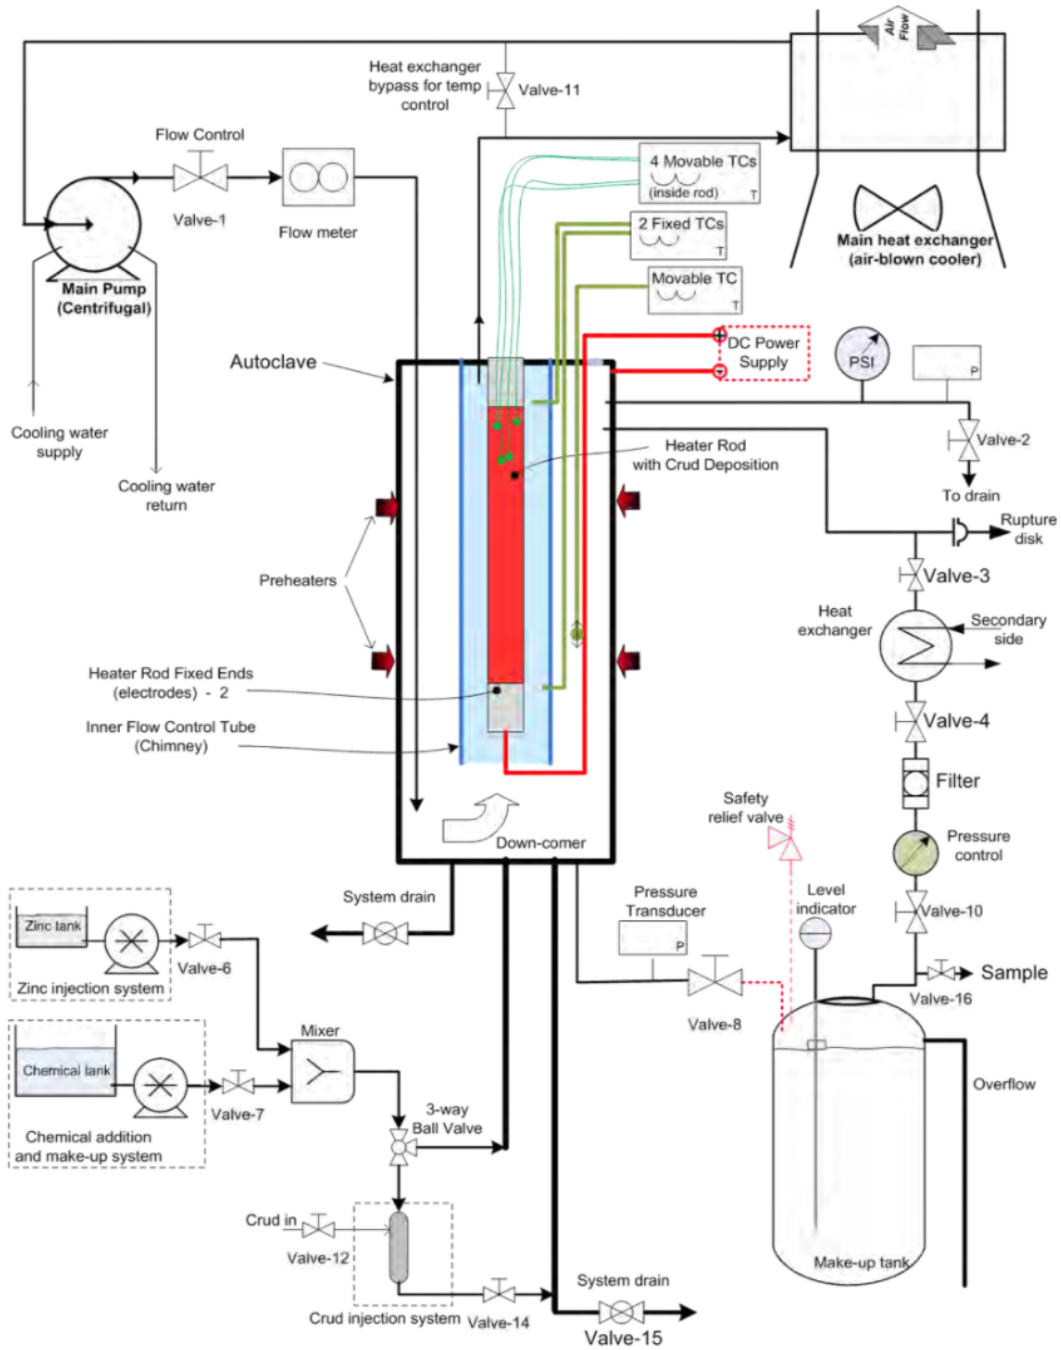 Air
Flow
Heat exchanger
bypass for temp
control
Valve-11
Flow Control
Valve-1
Flow meter
4 Movable TCs
(inside rod)
T
2 Fixed TCs
T
Movable TC
T
Main heat exchanger
(air-blown cooler)
Main Pump
(Centrifugal)
+
DC Power
Supply
-
PSI
P
Autoclave
Cooling water
supply
Cooling water
return
Valve-2
To drain
Heater Rod
with Crud Deposition
Rupture
disk
Preheaters
Valve-3
Heat
exchanger
Secondary
side
Heater Rod Fixed Ends
(electrodes) - 2
Inner Flow Control Tube
(Chimney)
Valve-4
Filter
Safety
relief valve
Down-comer
Pressure
control
System drain
Pressure
Transducer
P
Level
indicator
Valve-10
Zinc tank
Valve-6
Zinc injection system
Valve-8
Sample
Valve-16
Mixer
Chemical tank
Valve-7
Overflow
Chemical addition
and make-up system
3-way
Ball Valve
Crud in
Valve-12
Make-up tank
System drain
Crud injection system
Valve-14
Valve-15